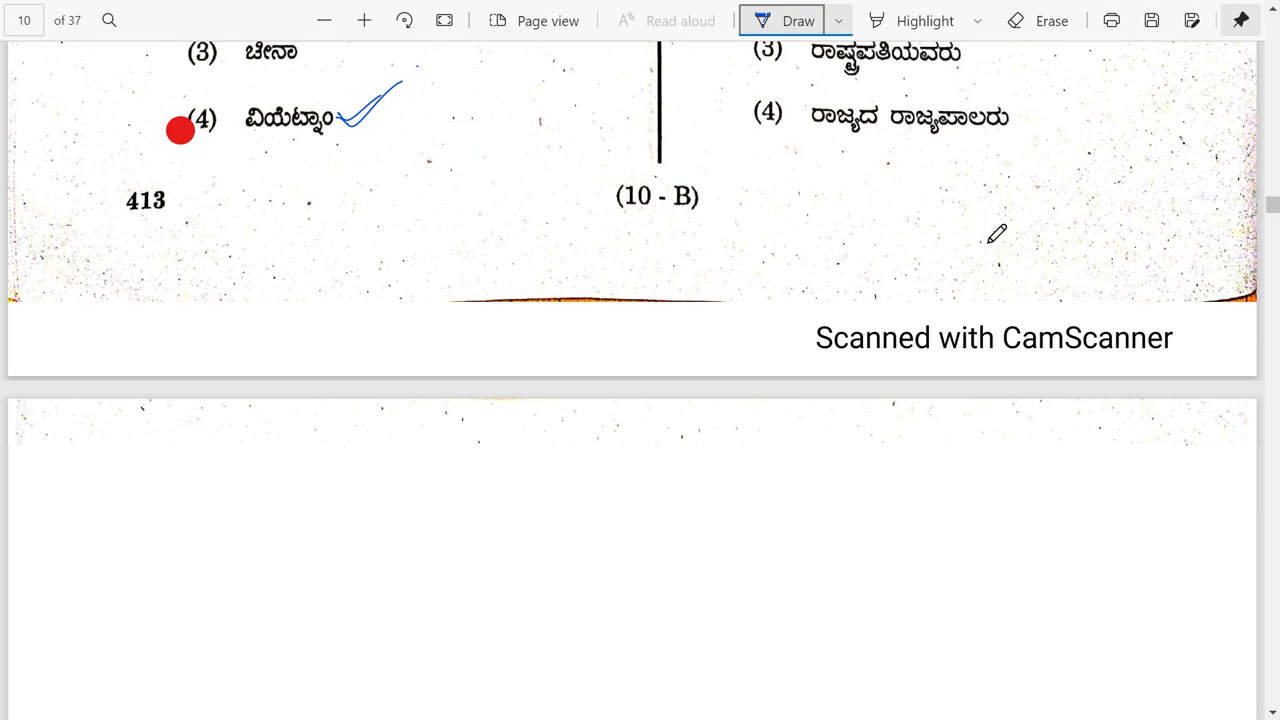 10 of 37 Page view Read aloud Draw Highlight Erase
(3) ಚೀನಾ
(4) ವಿಯೆಟ್ನಾಂ
(3) ರಾಷ್ಟ್ರಪತಿಯವರು
(4) ರಾಜ್ಯದ ರಾಜ್ಯಪಾಲರು
413
(10 - B)
Scanned with CamScanner